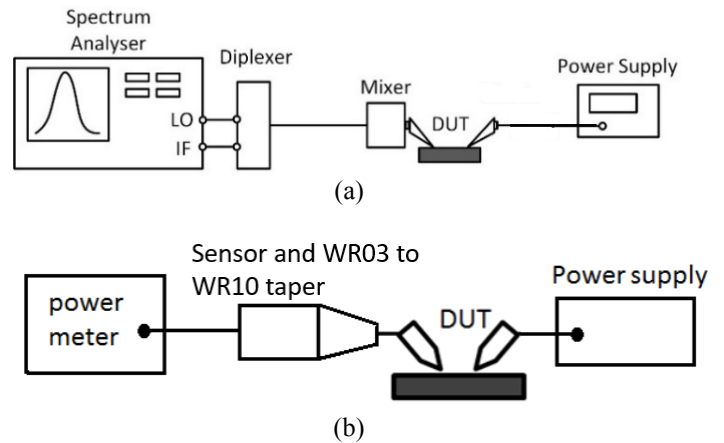 Spectrum
Analyser
Diplexer
Mixer
Power Supply
LO
IF
DUT
(a)
Sensor and WR03 to
WR10 taper
Power supply
power
meter
DUT
(b)